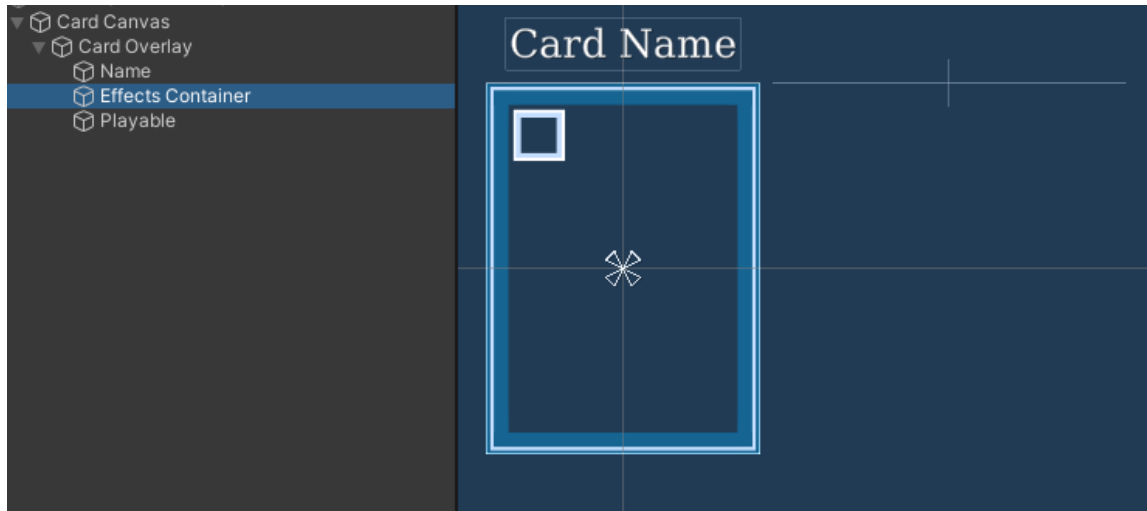 Card Canvas
Card Overlay
Name
Effects Container
Playable
Card Name